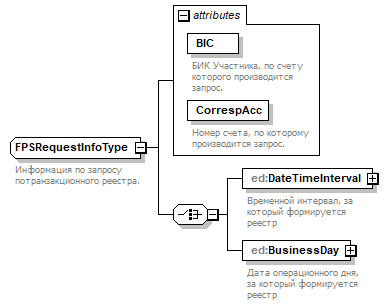 attributes
BIC
БИК Участника, по счету
которого производится
запрос.
CorrespAcc
Номер счета, по которому
производится запрос.
FPSRequestInfoType
Информация по запросу
потранзакционного реестра.
ed:DateTimeInterval
Временной интервал, за
который формируется
реестр
ed:BusinessDay
Дата операционного дня,
за который формируется
реестр